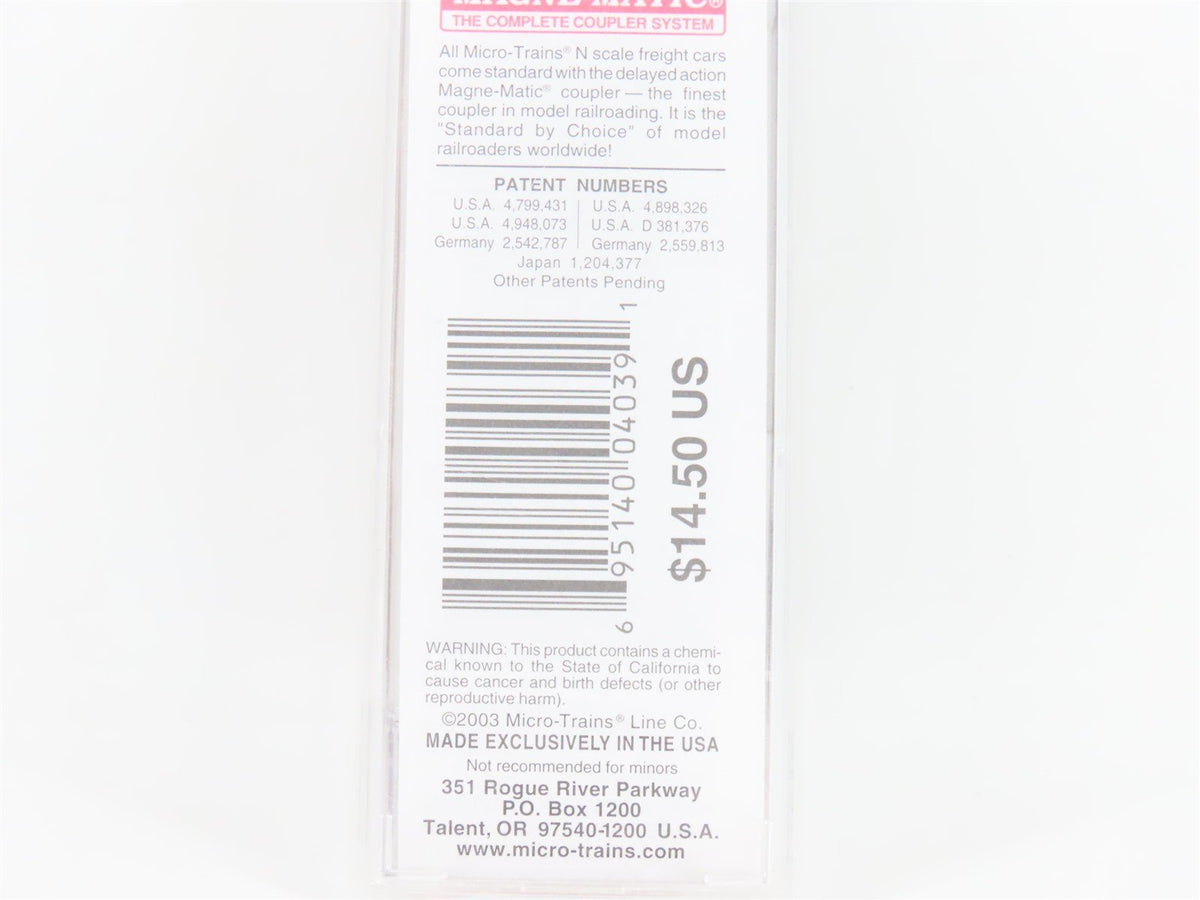 MAGNE-MATIC®
THE COMPLETE COUPLER SYSTEM
All Micro-Trains® N scale freight cars
come standard with the delayed action
Magne-Matic® coupler — the finest
coupler in model railroading. It is the
"Standard by Choice" of model
railroaders worldwide!
PATENT NUMBERS
U.S.A. 4,799,431 U.S.A. 4,898,326
U.S.A. 4,948,073 U.S.A. D 381,376
Germany 2,542,787 Germany 2,559,813
Japan 1,204,377
Other Patents Pending
6 95140 04039 1
$14.50 US
WARNING: This product contains a chemi-
cal known to the State of California to
cause cancer and birth defects (or other
reproductive harm).
©2003 Micro-Trains® Line Co.
MADE EXCLUSIVELY IN THE USA
Not recommended for minors
351 Rogue River Parkway
P.O. Box 1200
Talent, OR 97540-1200 U.S.A.
www.micro-trains.com